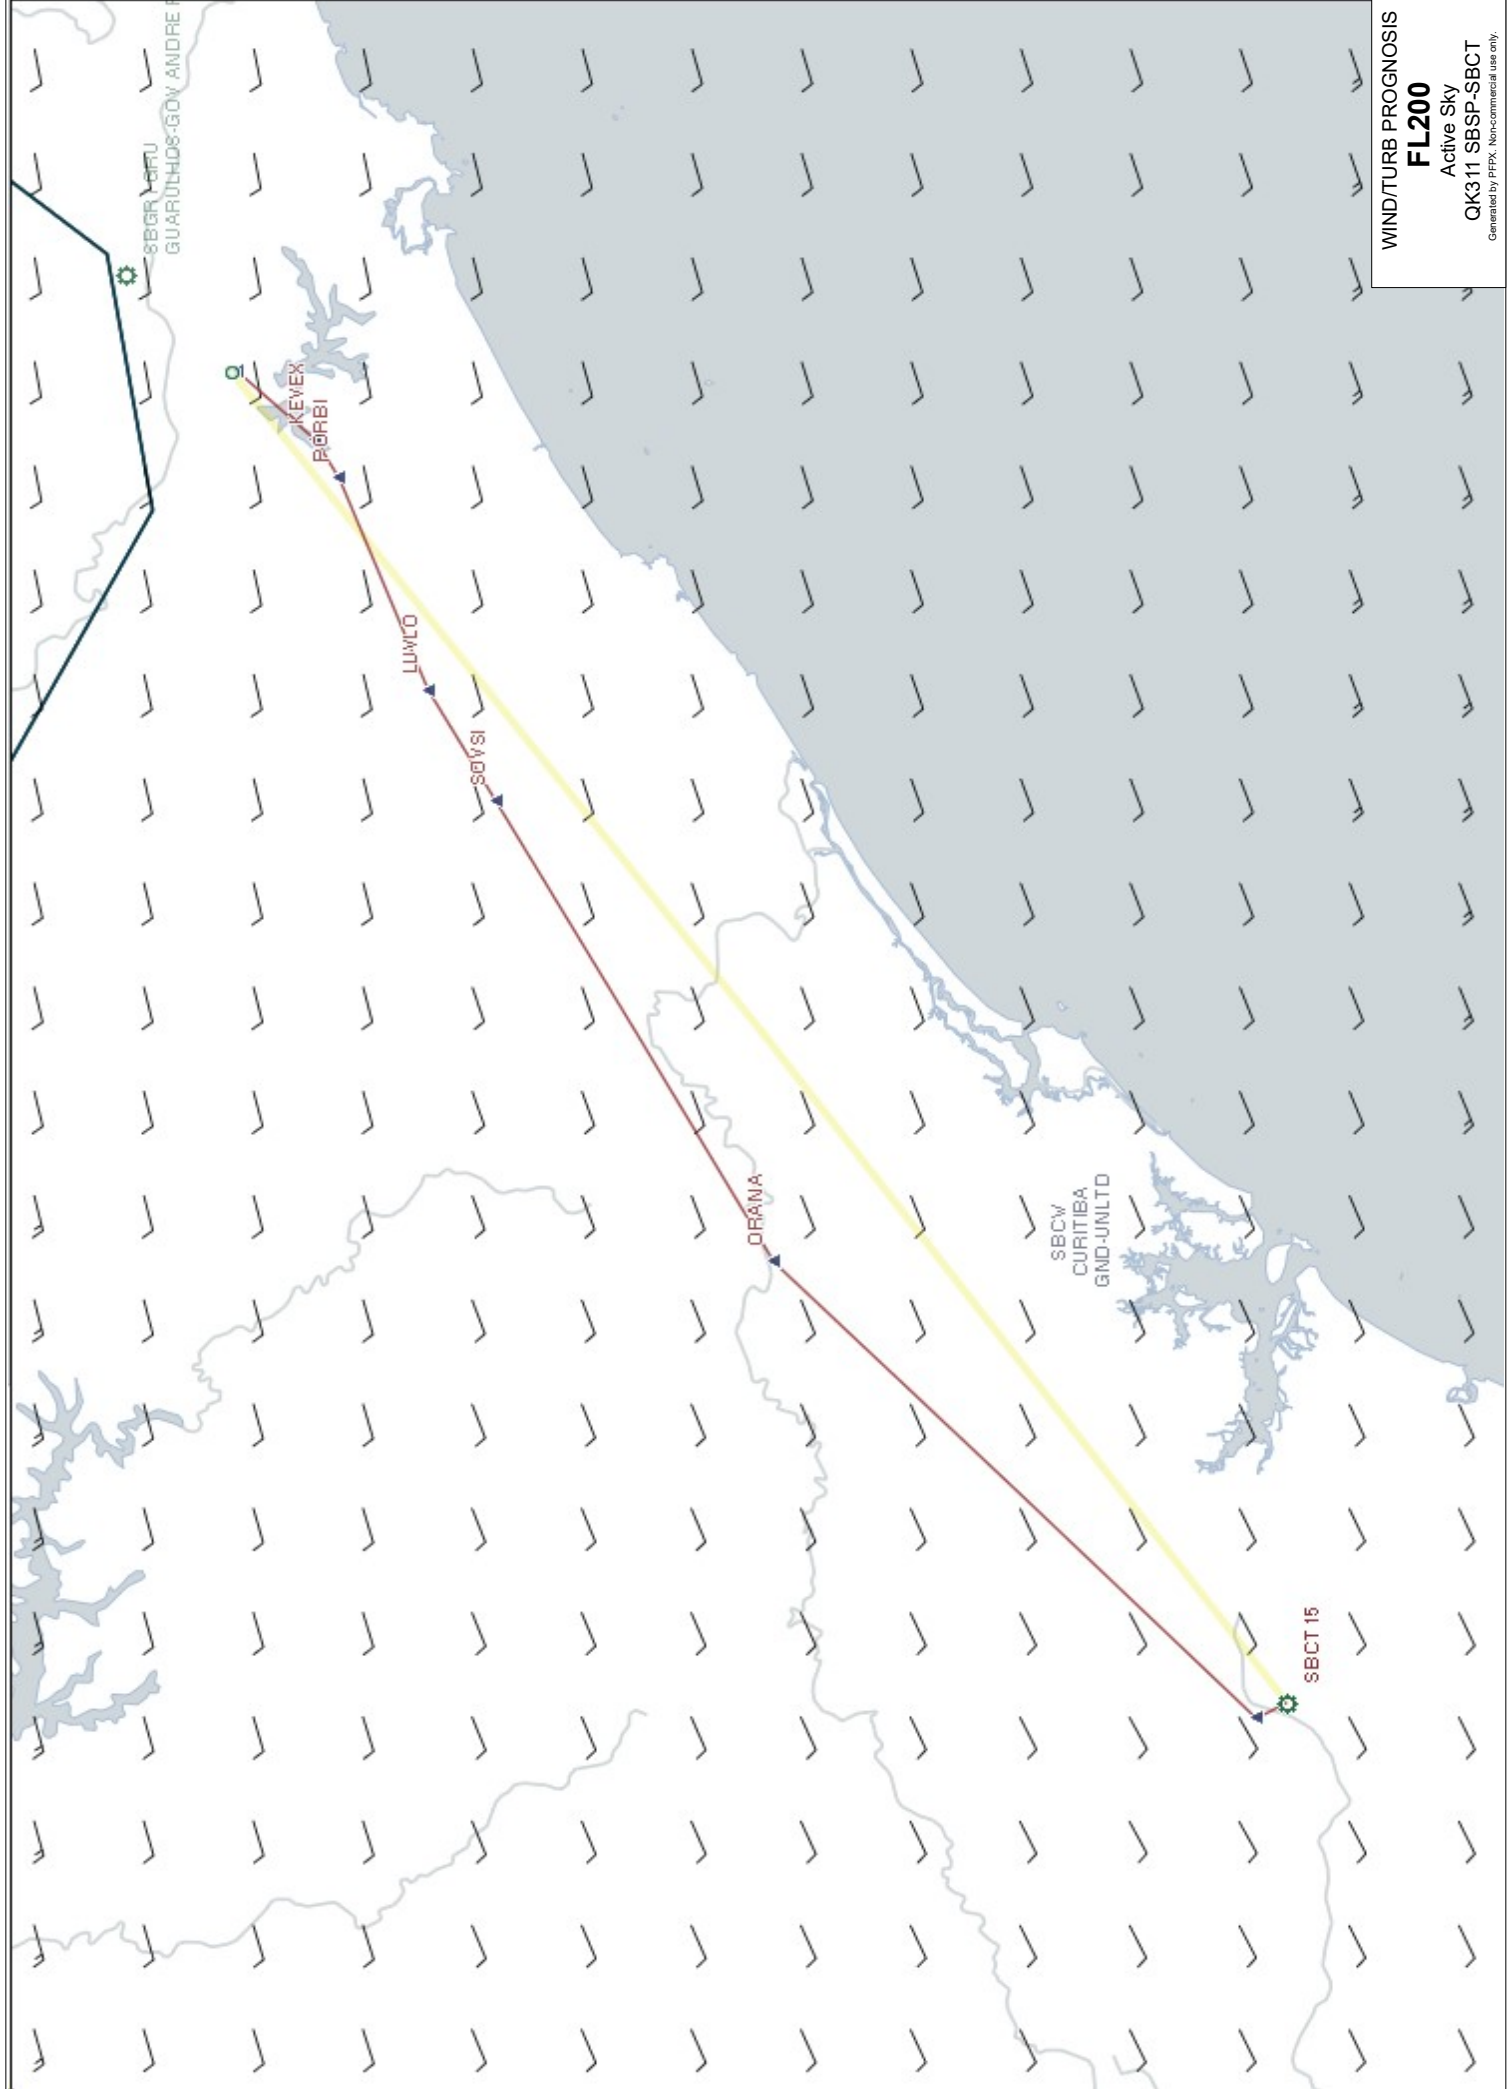 WIND/TURB PROGNOSIS
FL200
Active Sky
QK311 SBSP-SBCT
Generated by PFPX. Non-commercial use only.
SBGR / GRU
GUARULHOS-GOV ANDRE
KEVEX
PORBI
LUVLO
SOVSI
ORANA
SBCW
CURITIBA
GND-UNLTD
SBCT 15